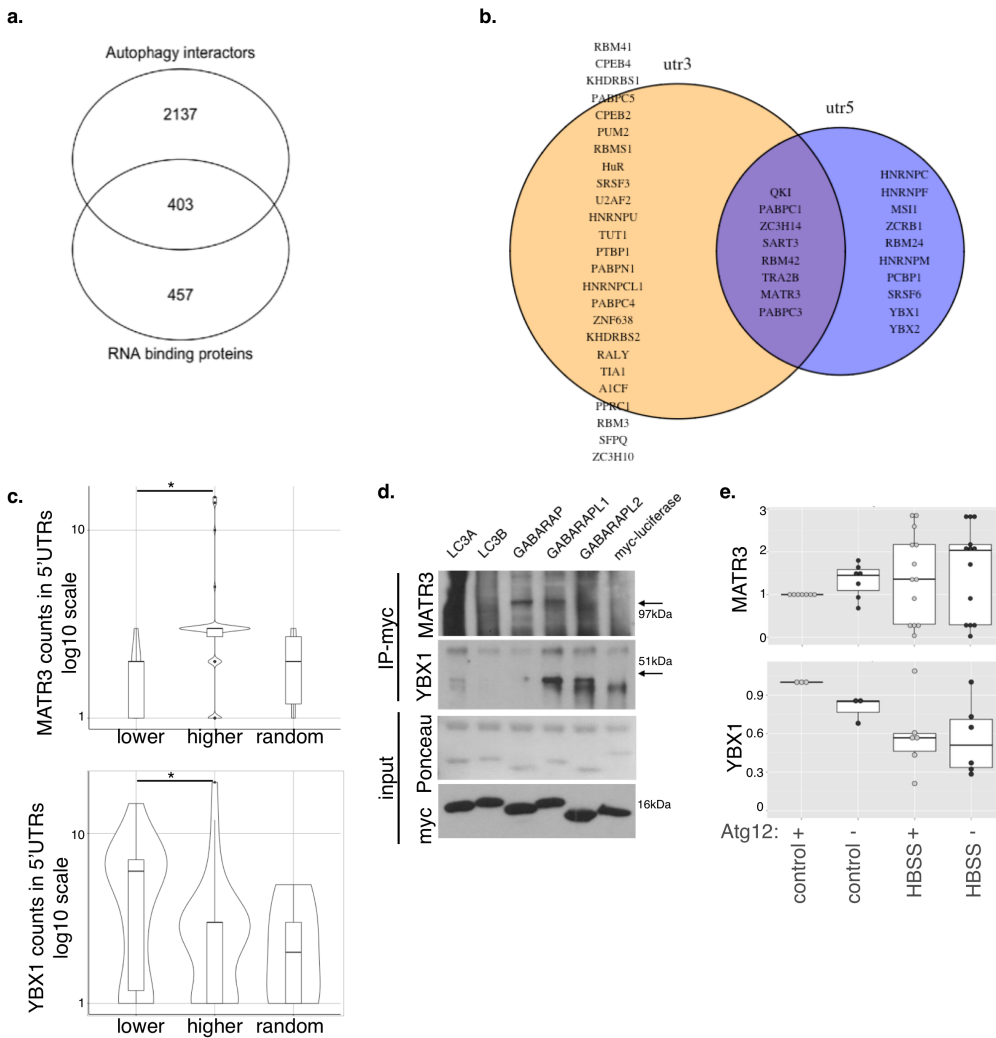 a.
Autophagy interactors
2137
403
457
RNA binding proteins
b.
utr3
utr5
RBM41
CPEB4
KHDRBS1
PABPC5
CPEB2
PUM2
RBMS1
HuR
SRSF3
U2AF2
HNRNPU
TUT1
PTBP1
PABPN1
HNRNPCL1
PABPC4
ZNF638
KHDRBS2
RALY
TIA1
A1CF
PPRC1
RBM3
SFPQ
ZC3H10
QKI
PABPC1
ZC3H14
SART3
RBM42
TRA2B
MATR3
PABPC3
HNRNPC
HNRNPF
MSI1
ZCRB1
RBM24
HNRNPM
PCBP1
SRSF6
YBX1
YBX2
c.
MATR3 counts in 5'UTRs
log10 scale
10
1
*
lower higher random
YBX1 counts in 5'UTRs
log10 scale
10
1
*
lower higher random
d.
LC3A
LC3B
GABARAP
GABARAPL1
GABARAPL2
myc-luciferase
IP-myc
MATR3
97kDa
YBX1
51kDa
input
Ponceau
myc
16kDa
e.
MATR3
3
2
1
0
YBX1
0.9
0.6
0.3
0
Atg12:
control +
control -
HBSS +
HBSS -